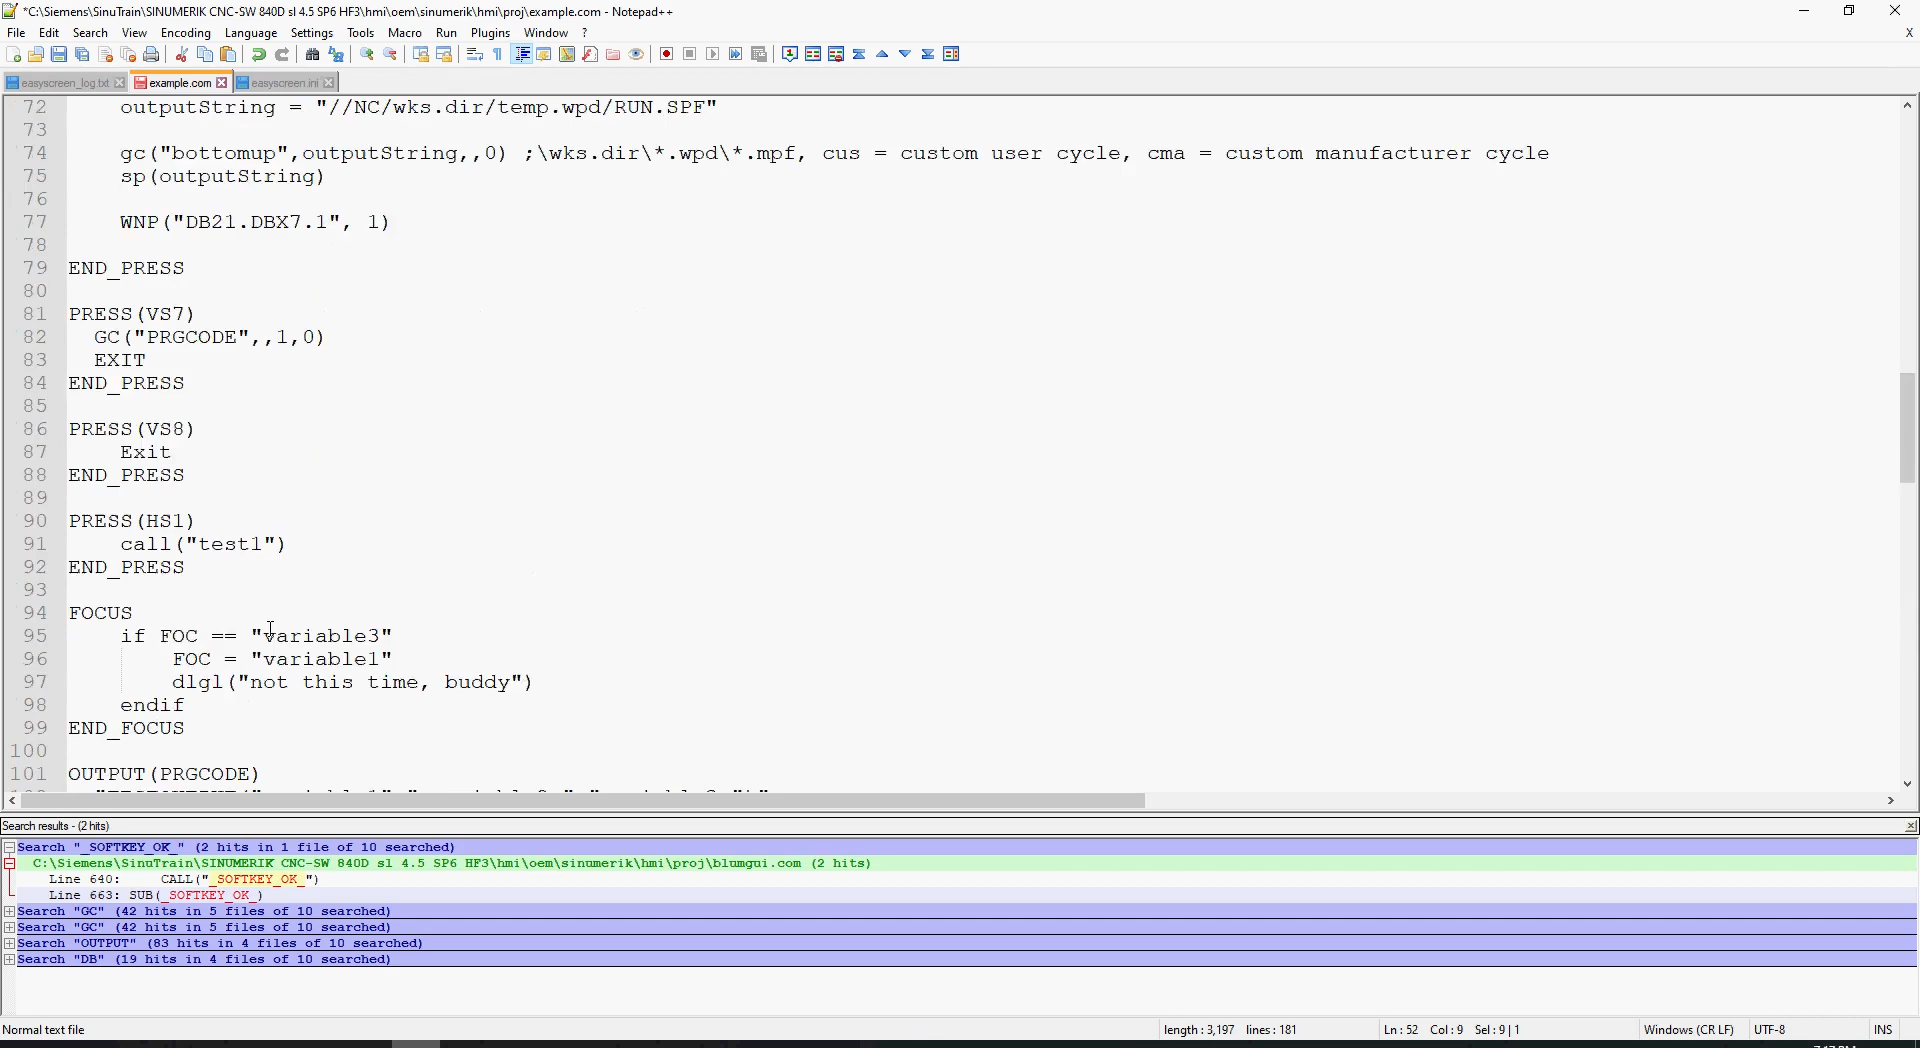 *C:\Siemens\SinuTrain\SINUMERIK CNC-SW 840D sl 4.5 SP6 HF3\hmi\oem\sinumerik\hmi\proj\example.com - Notepad++
File Edit Search View Encoding Language Settings Tools Macro Run Plugins Window ? X
easyscreen_log.txt example.com easyscreen.ini
72 outputString = "//NC/wks.dir/temp.wpd/RUN.SPF"
73
74 gc("bottomup",outputString,,0) ;\wks.dir\*.wpd\*.mpf, cus = custom user cycle, cma = custom manufacturer cycle
75 sp(outputString)
76
77 WNP("DB21.DBX7.1", 1)
78
79 END_PRESS
80
81 PRESS(VS7)
82 GC("PRGCODE",,1,0)
83 EXIT
84 END_PRESS
85
86 PRESS(VS8)
87 Exit
88 END_PRESS
89
90 PRESS(HS1)
91 call("test1")
92 END_PRESS
93
94 FOCUS
95 if FOC == "variable3"
96 FOC = "variable1"
97 dlgl("not this time, buddy")
98 endif
99 END_FOCUS
100
101 OUTPUT(PRGCODE)
Search results - (2 hits)
Search "_SOFTKEY_OK_" (2 hits in 1 file of 10 searched)
C:\Siemens\SinuTrain\SINUMERIK CNC-SW 840D sl 4.5 SP6 HF3\hmi\oem\sinumerik\hmi\proj\blumgui.com (2 hits)
Line 640: CALL("_SOFTKEY_OK_")
Line 663: SUB(_SOFTKEY_OK_)
Search "GC" (42 hits in 5 files of 10 searched)
Search "GC" (42 hits in 5 files of 10 searched)
Search "OUTPUT" (83 hits in 4 files of 10 searched)
Search "DB" (19 hits in 4 files of 10 searched)
Normal text file length : 3,197 lines : 181 Ln : 52 Col : 9 Sel : 9 | 1 Windows (CR LF) UTF-8 INS